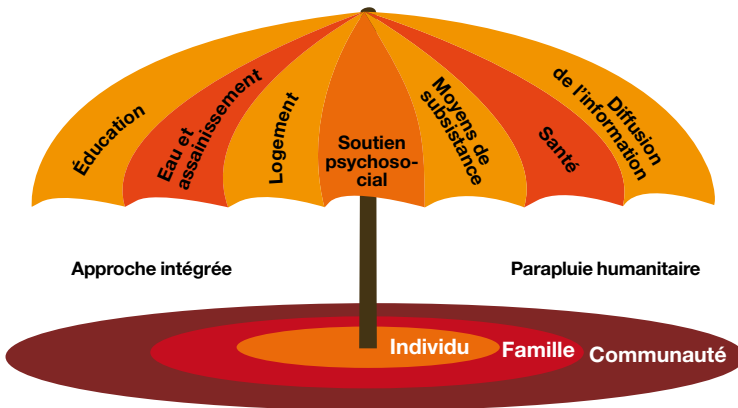 Éducation
Eau et
assainissement
Logement
Soutien
psychoso-
cial
Moyens de
subsistance
Santé
Diffusion
de l'information
Approche intégrée
Parapluie humanitaire
Individu
Famille
Communauté